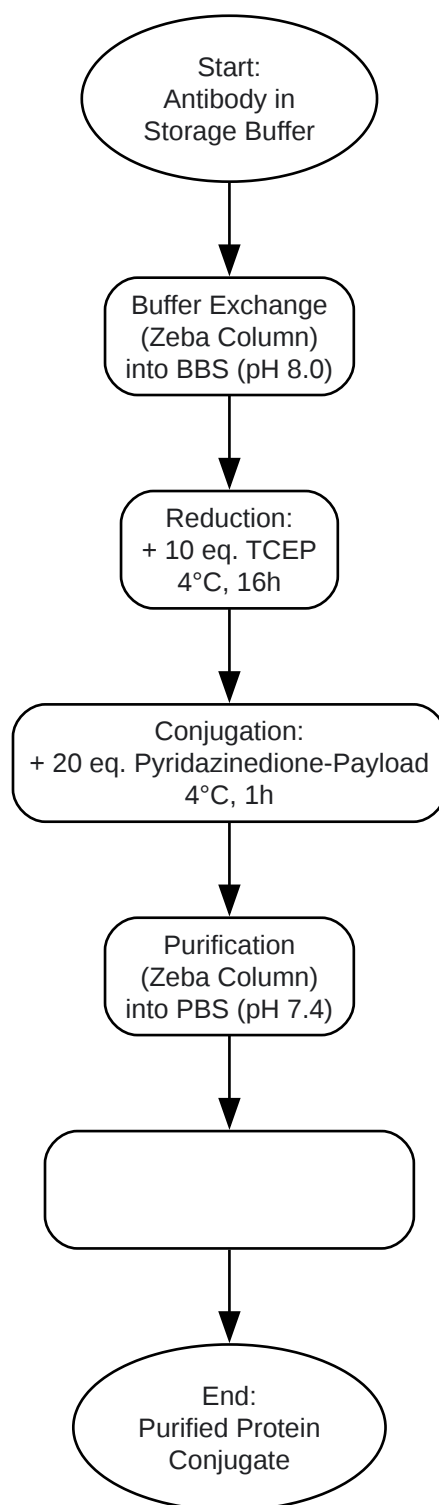 Start:
Antibody in
Storage Buffer
Buffer Exchange
(Zeba Column)
into BBS (pH 8.0)
Reduction:
+ 10 eq. TCEP
4°C, 16h
Conjugation:
+ 20 eq. Pyridazinedione-Payload
4°C, 1h
Purification
(Zeba Column)
into PBS (pH 7.4)
End:
Purified Protein
Conjugate